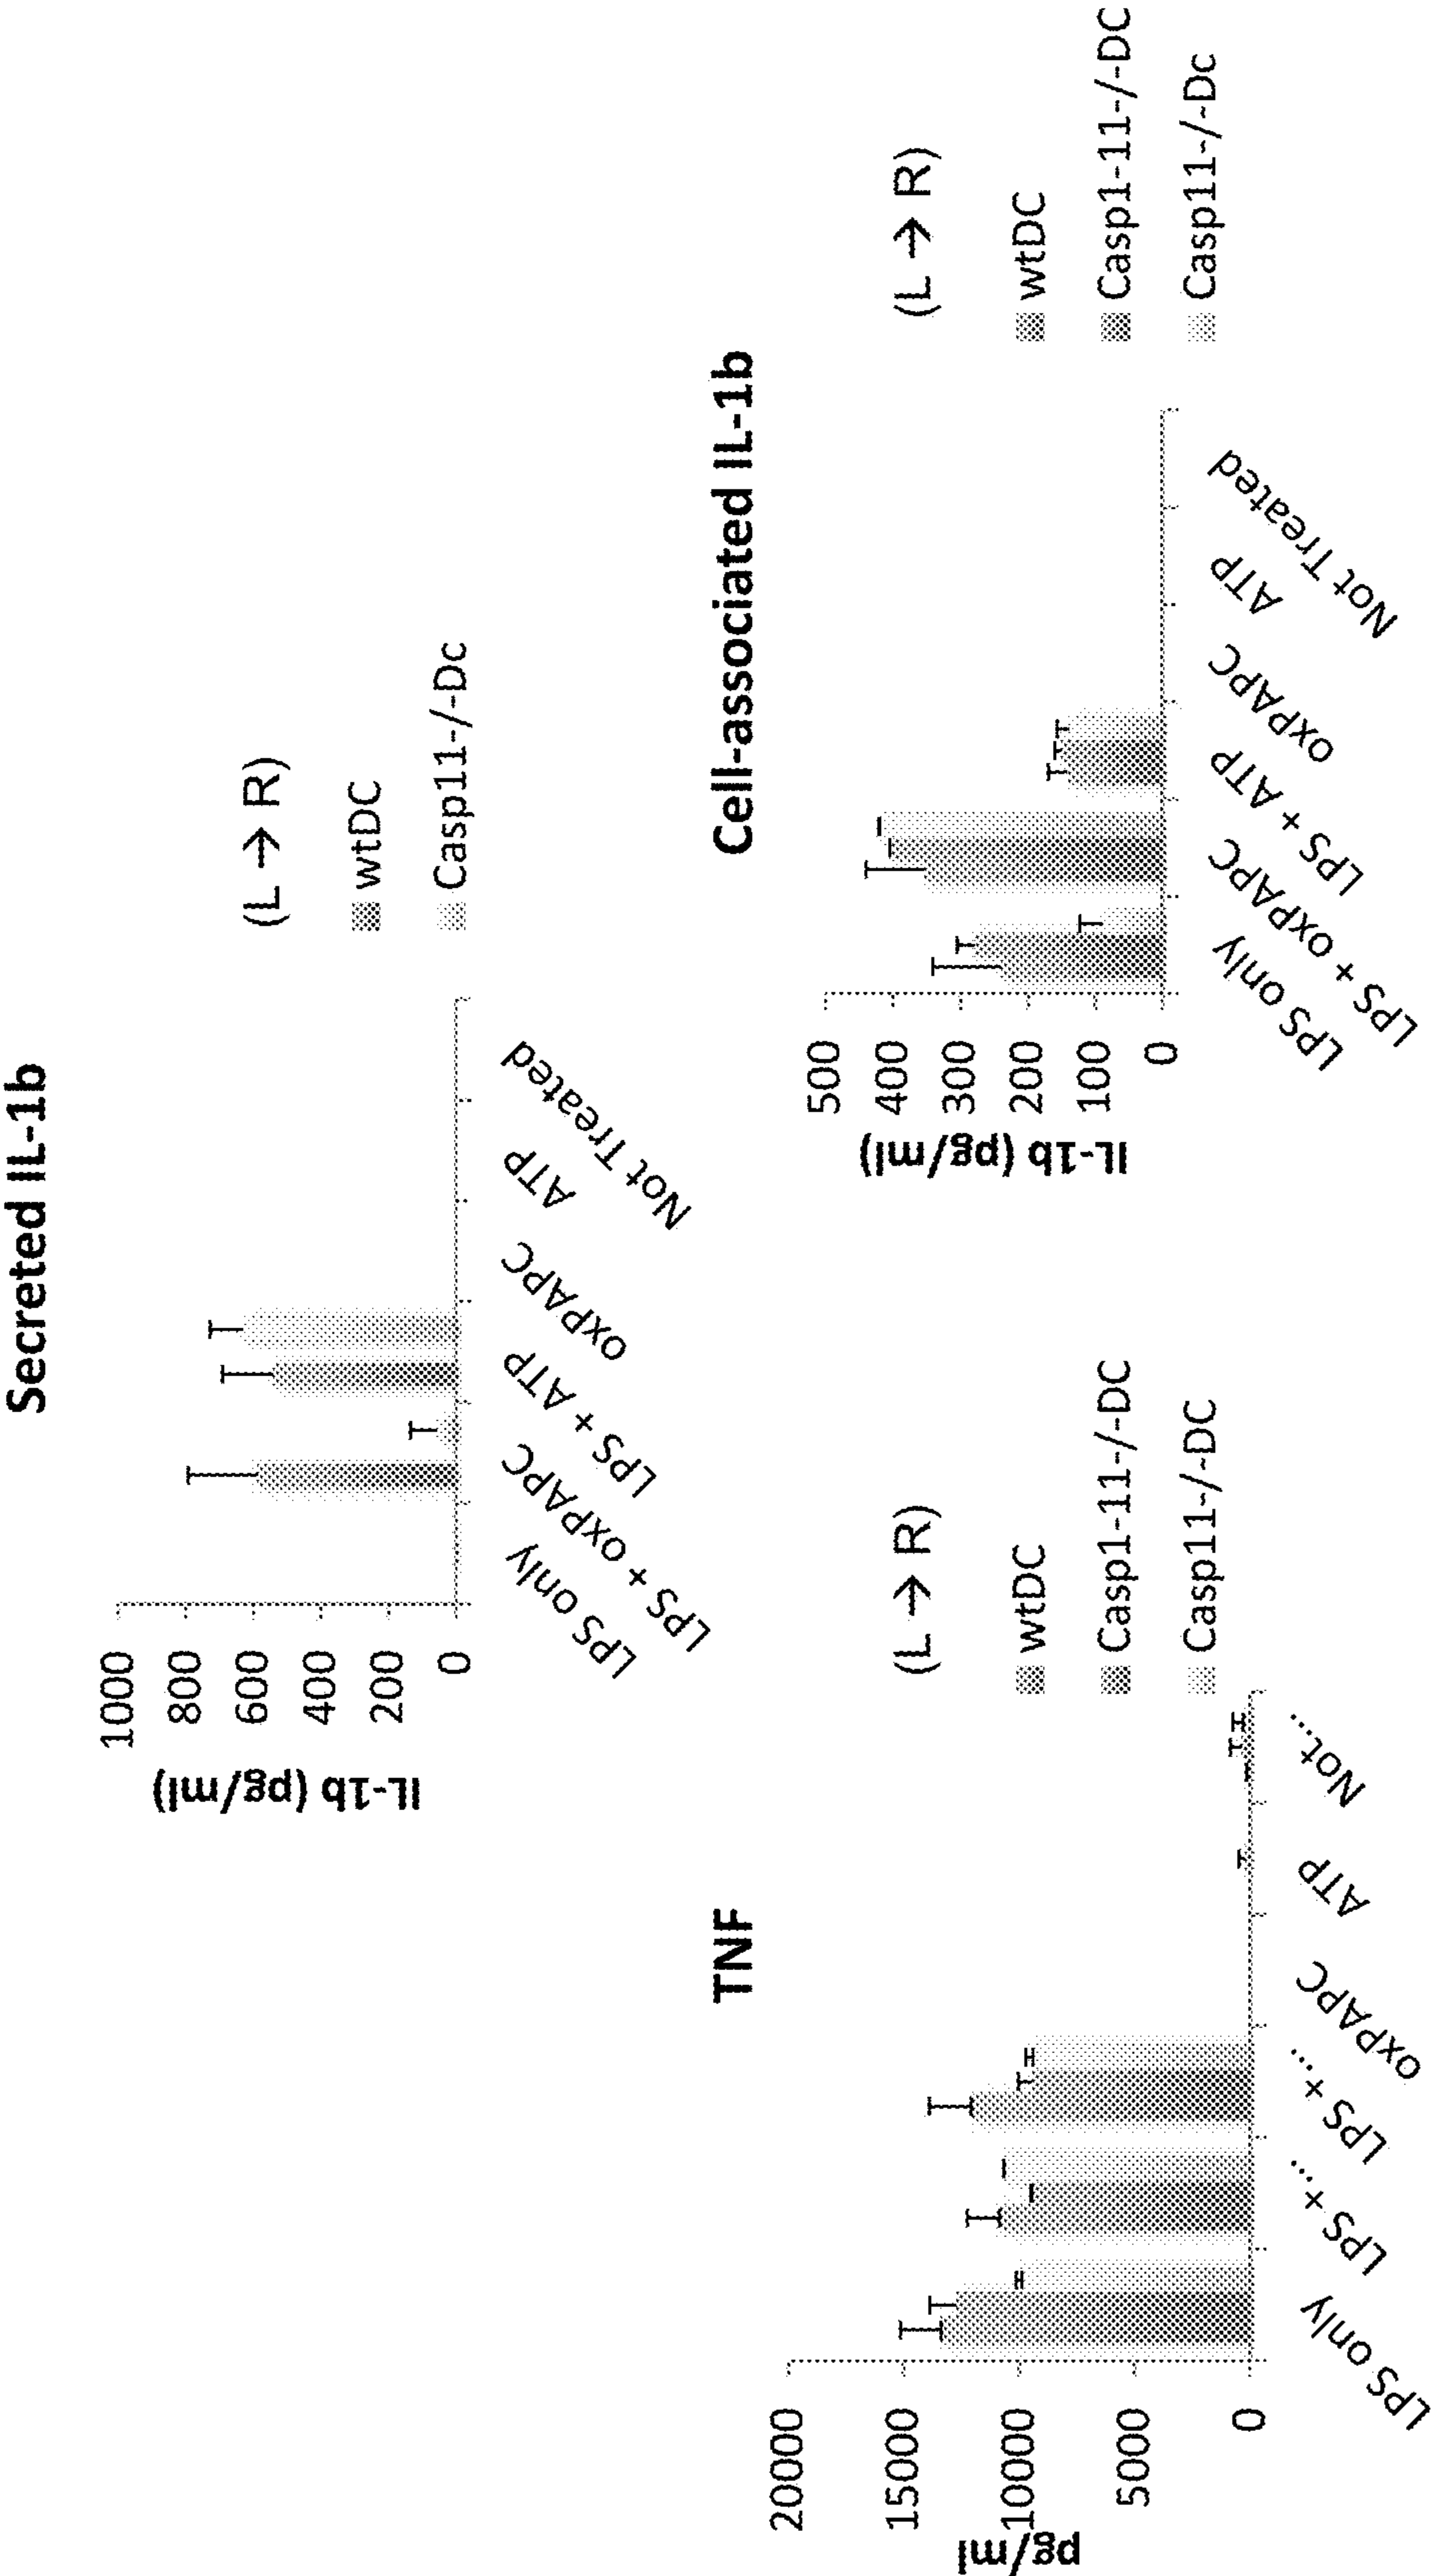 Secreted IL-1b
IL-1b (pg/ml)
1000
800
600
400
200
0
LPS only
LPS + oxPAPC
LPS + ATP
oxPAPC
ATP
Not Treated
(L → R)
wtDC
Casp11-/-Dc
TNF
pg/ml
20000
15000
10000
5000
0
LPS only
LPS +...
LPS +...
oxPAPC
ATP
Not...
(L → R)
wtDC
Casp1-11-/-DC
Casp11-/-DC
Cell-associated IL-1b
IL-1b (pg/ml)
500
400
300
200
100
0
LPS only
LPS + oxPAPC
LPS + ATP
oxPAPC
ATP
Not Treated
(L → R)
wtDC
Casp1-11-/-DC
Casp11-/-Dc